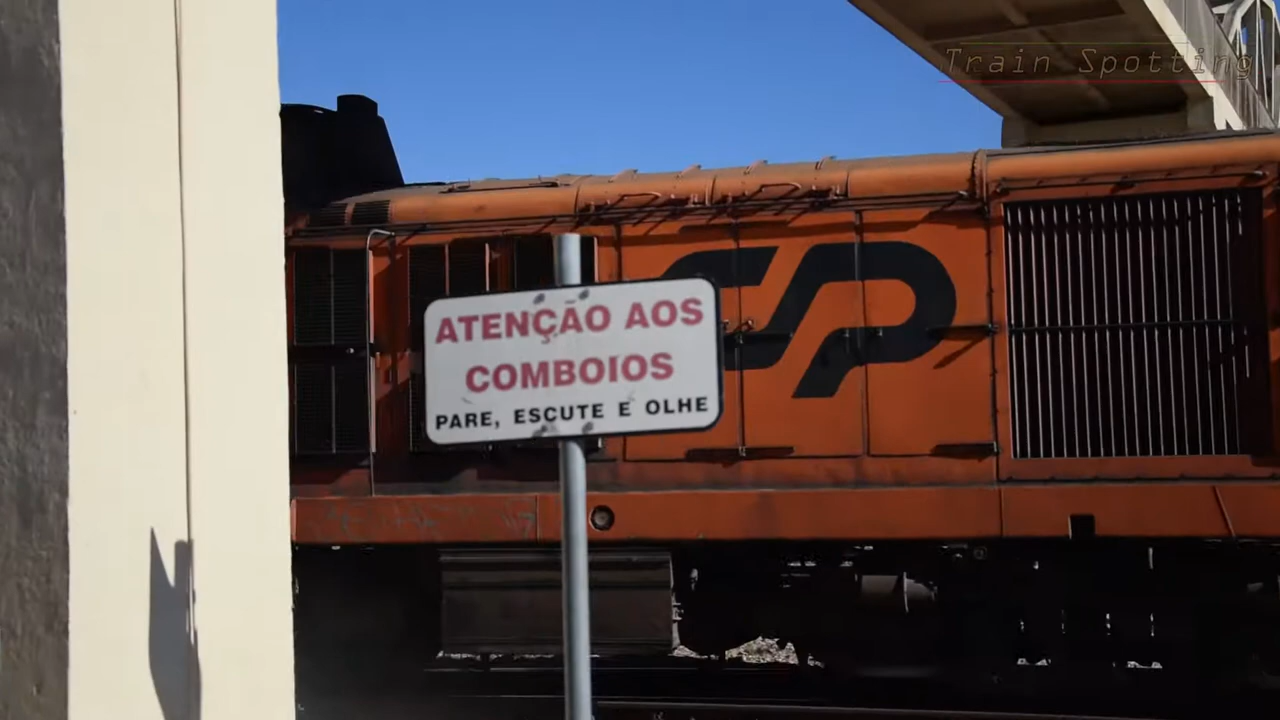 Train Spotting
CP
ATENÇÃO AOS
COMBOIOS
PARE, ESCUTE E OLHE